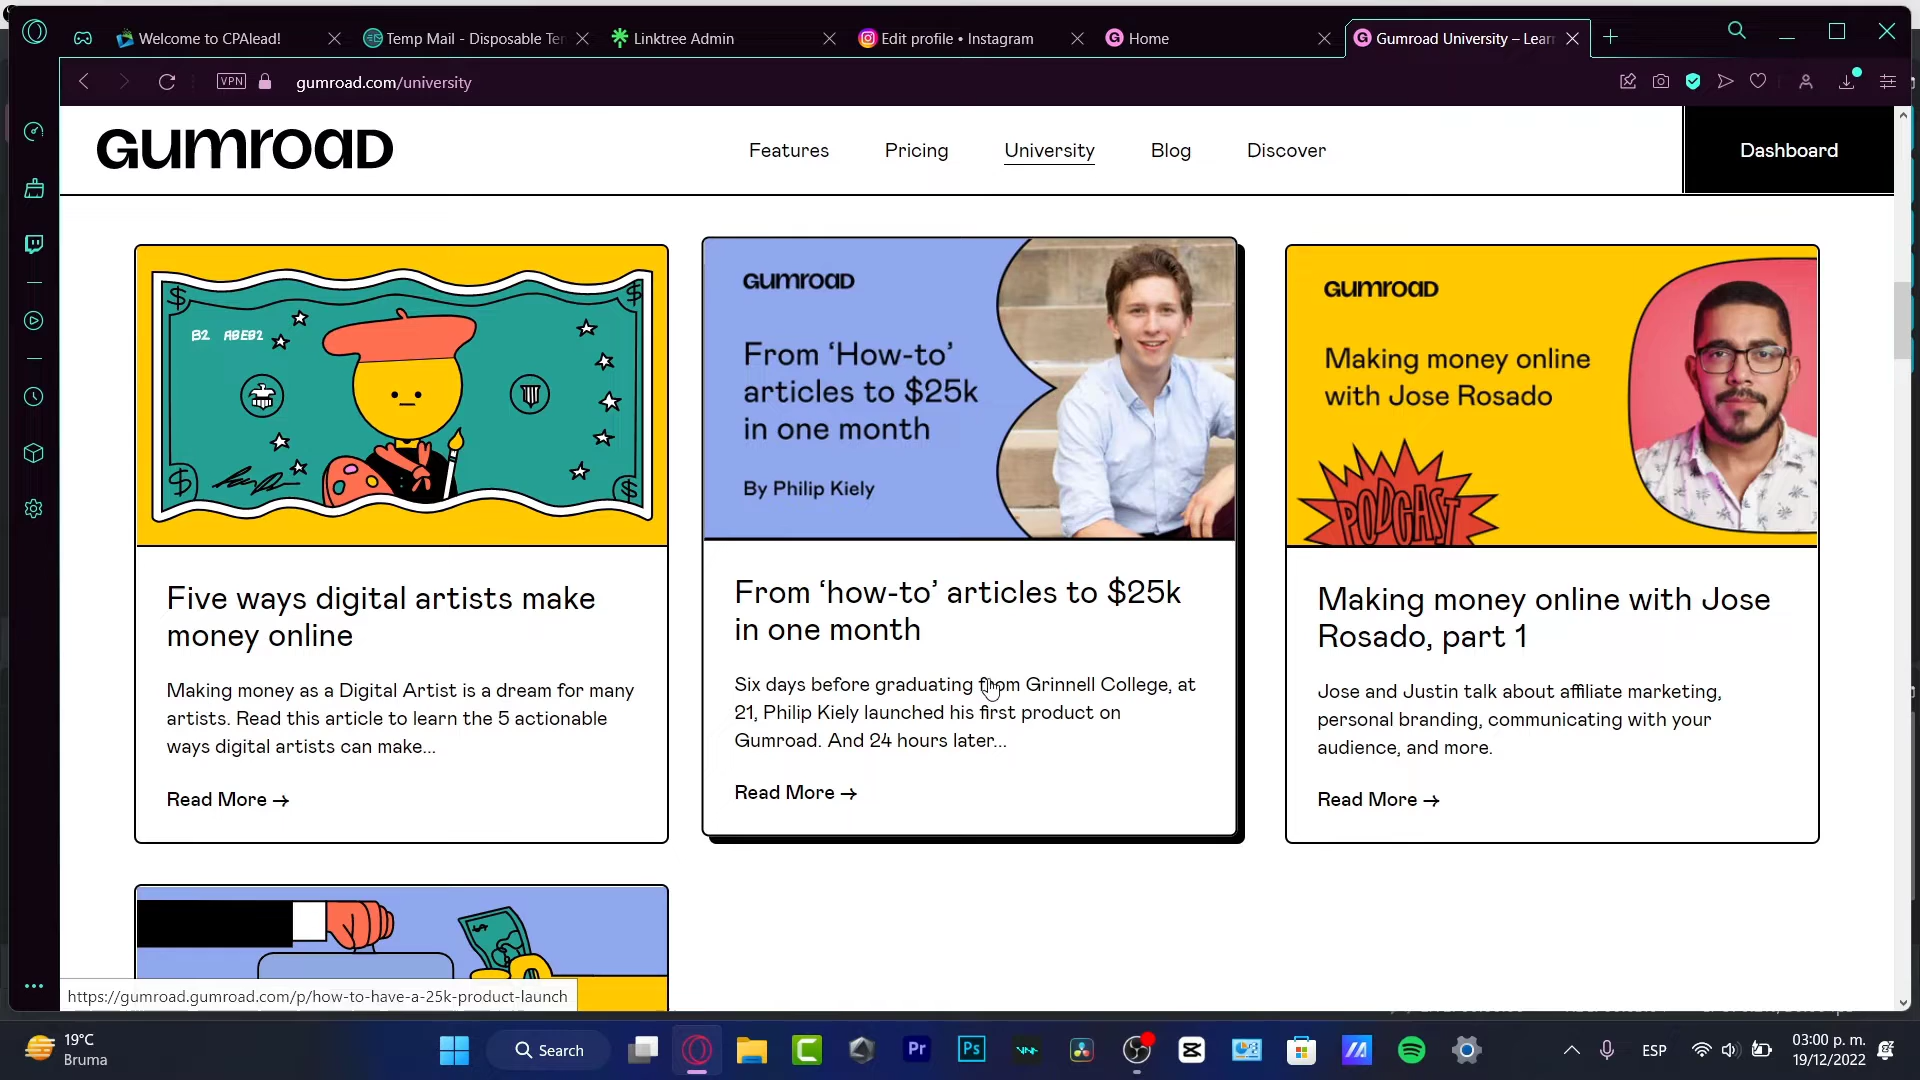 Welcome to CPAlead!
Temp Mail - Disposable Te
Linktree Admin
Edit profile • Instagram
Home
Gumroad University – Lear
VPN
gumroad.com/university
GUMROAD
Features
Pricing
University
Blog
Discover
Dashboard
B2 ABEB2
GUMROAD
From ‘How-to’
articles to $25k
in one month
By Philip Kiely
GUMROAD
Making money online
with Jose Rosado
PODCAST
Five ways digital artists make
money online
Making money as a Digital Artist is a dream for many
artists. Read this article to learn the 5 actionable
ways digital artists can make...
Read More →
From ‘how-to’ articles to $25k
in one month
Six days before graduating from Grinnell College, at
21, Philip Kiely launched his first product on
Gumroad. And 24 hours later...
Read More →
Making money online with Jose
Rosado, part 1
Jose and Justin talk about affiliate marketing,
personal branding, communicating with your
audience, and more.
Read More →
https://gumroad.gumroad.com/p/how-to-have-a-25k-product-launch
19°C
Bruma
Search
Pr
Ps
ESP
03:00 p. m.
19/12/2022